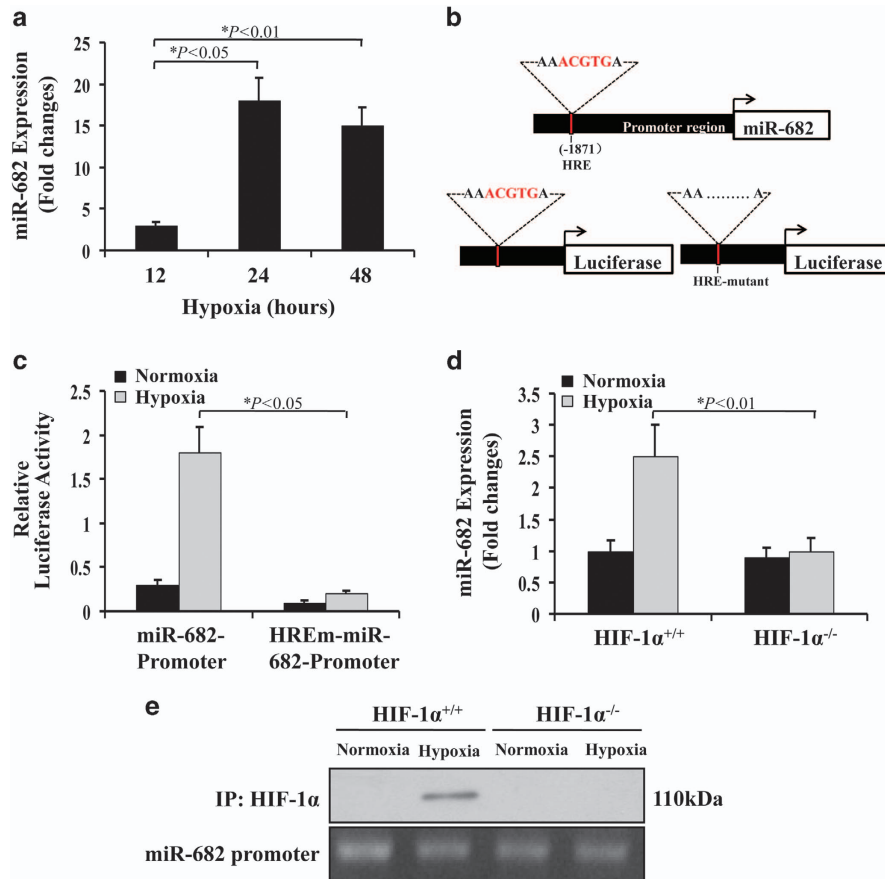 a
*P<0.01
*P<0.05
25
20
15
10
5
0
miR-682 Expression
(Fold changes)
12 24 48
Hypoxia (hours)
b
AAACGTGA
Promoter region
miR-682
(-1871)
HRE
AAACGTGA
AA ......... A
Luciferase
Luciferase
HRE-mutant
c
Normoxia
Hypoxia
*P<0.05
2.5
2
1.5
1
0.5
0
Relative
Luciferase Activity
miR-682-
Promoter
HREm-miR-
682-Promoter
d
Normoxia
Hypoxia
*P<0.01
3.5
3
2.5
2
1.5
1
0.5
0
miR-682 Expression
(Fold changes)
HIF-1α+/+ HIF-1α-/-
e
HIF-1α+/+ HIF-1α-/-
Normoxia Hypoxia Normoxia Hypoxia
IP: HIF-1α
110kDa
miR-682 promoter